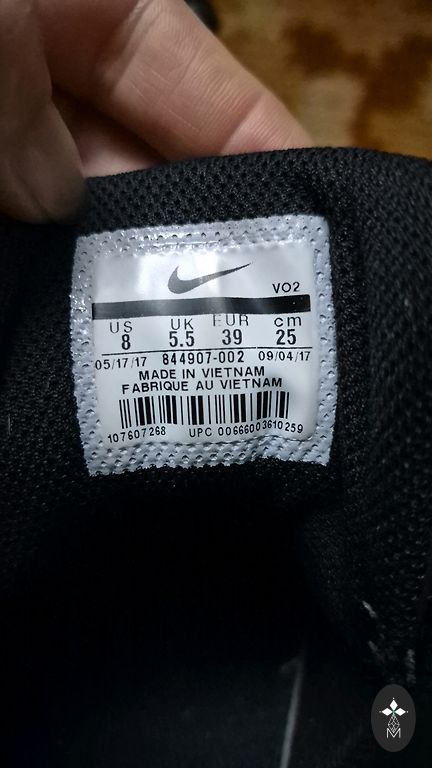 VO2
US UK EUR cm
8 5.5 39 25
05/17/17 844907-002 09/04/17
MADE IN VIETNAM
FABRIQUE AU VIETNAM
107607268 UPC 00666003610259
M